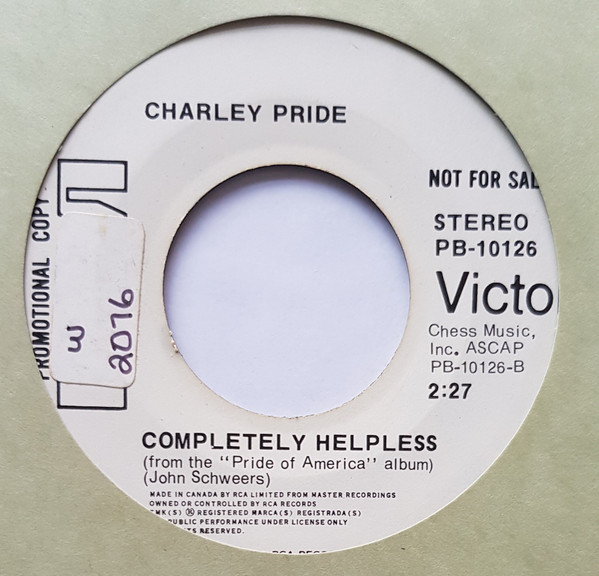 CHARLEY PRIDE
PROMOTIONAL COPY
W
2076
NOT FOR SAL
STEREO
PB-10126
Victo
Chess Music,
Inc. ASCAP
PB-10126-B
2:27
COMPLETELY HELPLESS
(from the "Pride of America" album)
(John Schweers)
MADE IN CANADA BY RCA LIMITED FROM MASTER RECORDINGS
OWNED OR CONTROLLED BY RCA RECORDS
TMK(S) ® REGISTERED MARCA(S) REGISTRADA(S)
PUBLIC PERFORMANCE UNDER LICENSE ONLY
TS RESERVED.